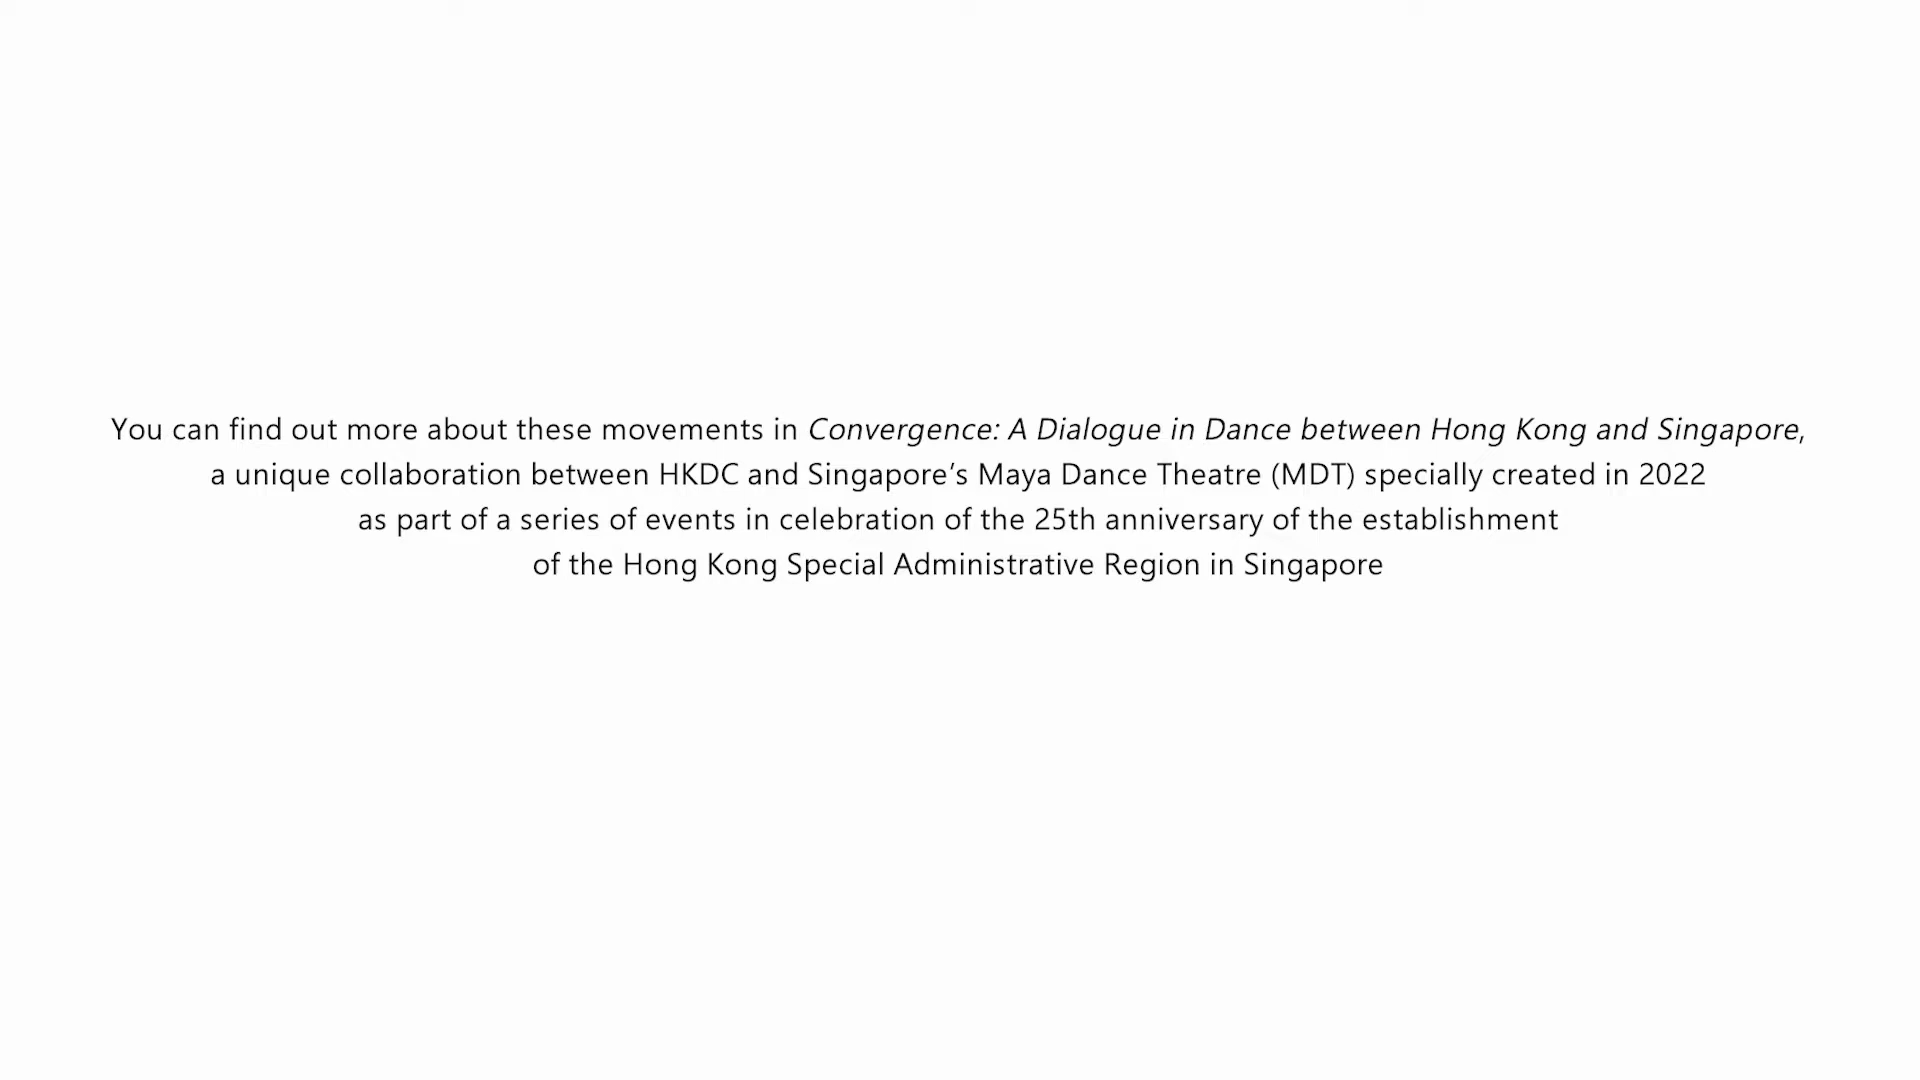 You can find out more about these movements in Convergence: A Dialogue in Dance between Hong Kong and Singapore,
a unique collaboration between HKDC and Singapore’s Maya Dance Theatre (MDT) specially created in 2022
as part of a series of events in celebration of the 25th anniversary of the establishment
of the Hong Kong Special Administrative Region in Singapore